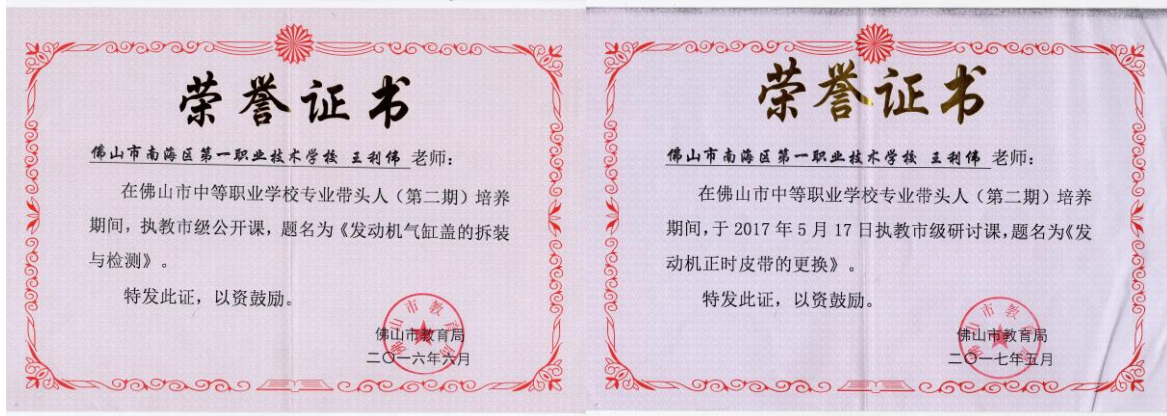 荣誉证书
佛山市南海区第一职业技术学校 王利伟 老师：
在佛山市中等职业学校专业带头人（第二期）培养
期间，执教市级公开课，题名为《发动机气缸盖的拆装
与检测》。
特发此证，以资鼓励。
佛山市教育局
二〇一六年六月
荣誉证书
佛山市南海区第一职业技术学校 王利伟 老师：
在佛山市中等职业学校专业带头人（第二期）培养
期间，于 2017 年 5 月 17 日执教市级研讨课，题名为《发
动机正时皮带的更换》。
特发此证，以资鼓励。
佛山市教育局
二〇一七年五月